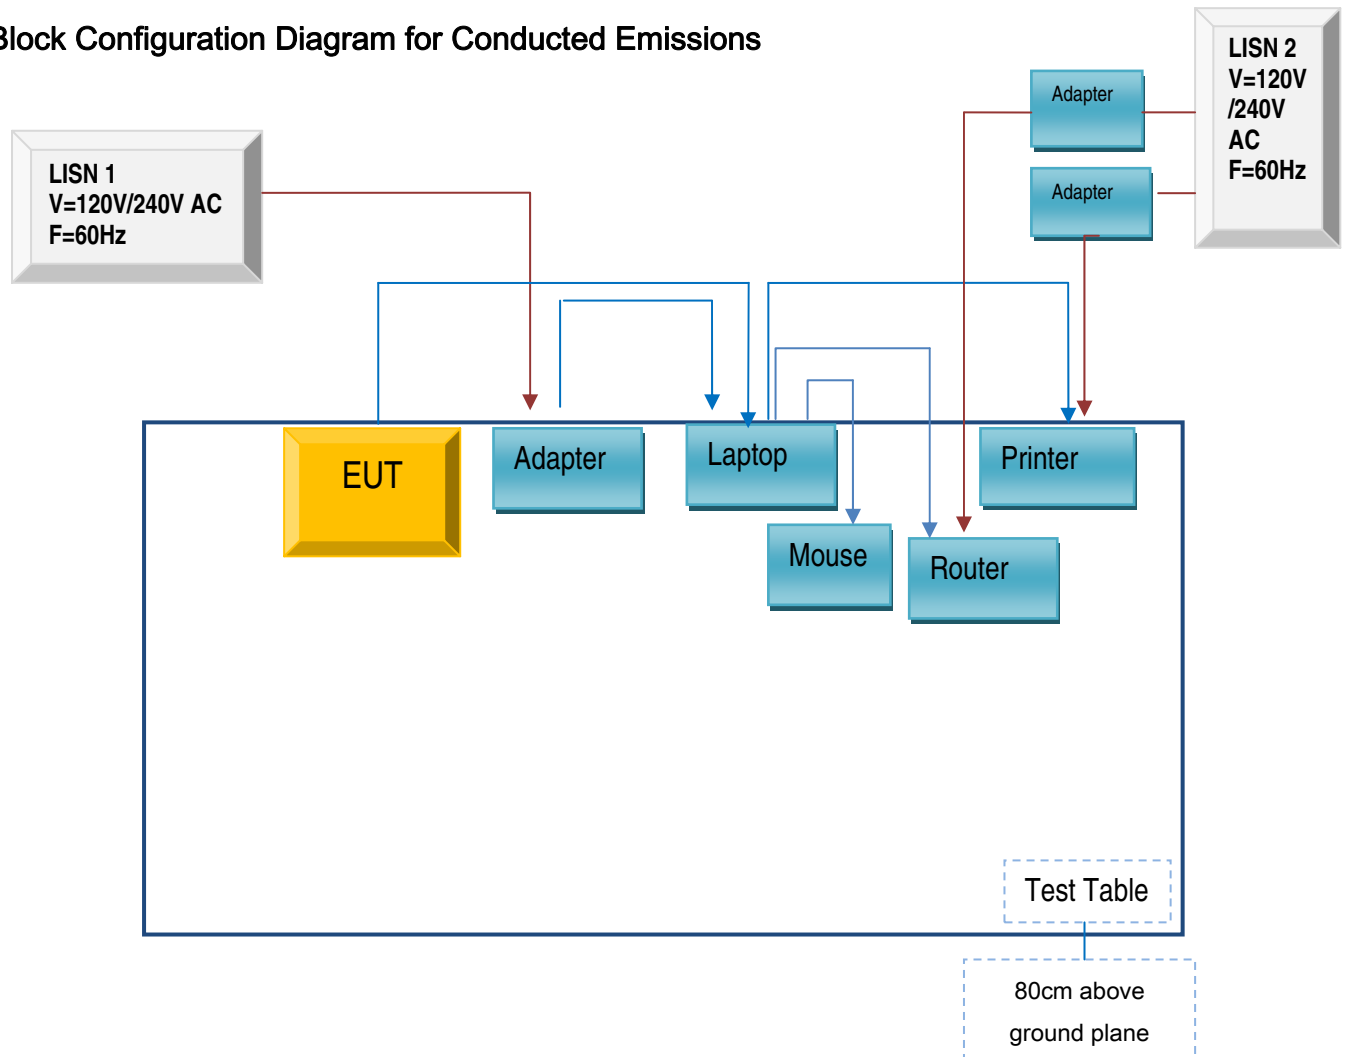 Block Configuration Diagram for Conducted Emissions
LISN 2
V=120V
/240V
AC
F=60Hz
Adapter
Adapter
LISN 1
V=120V/240V AC
F=60Hz
EUT
Adapter
Laptop
Printer
Mouse
Router
Test Table
80cm above
ground plane